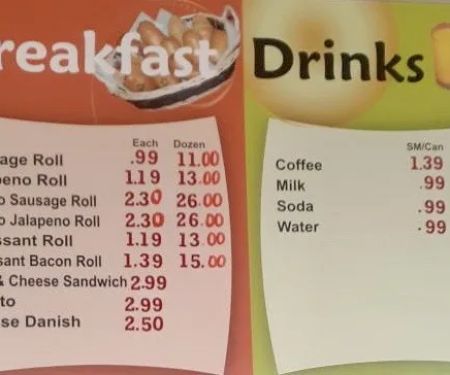 reakfast
Each Dozen
age Roll .99 11.00
peno Roll 1.19 13.00
o Sausage Roll 2.30 26.00
o Jalapeno Roll 2.30 26.00
ssant Roll 1.19 13.00
sant Bacon Roll 1.39 15.00
& Cheese Sandwich 2.99
to 2.99
se Danish 2.50
Drinks
SM/Can
Coffee 1.39
Milk .99
Soda .99
Water .99